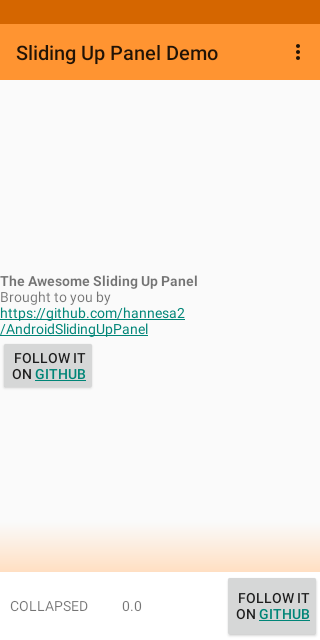 Sliding Up Panel Demo
The Awesome Sliding Up Panel
Brought to you by
https://github.com/hannesa2
/AndroidSlidingUpPanel
FOLLOW IT
ON GITHUB
COLLAPSED 0.0
FOLLOW IT
ON GITHUB